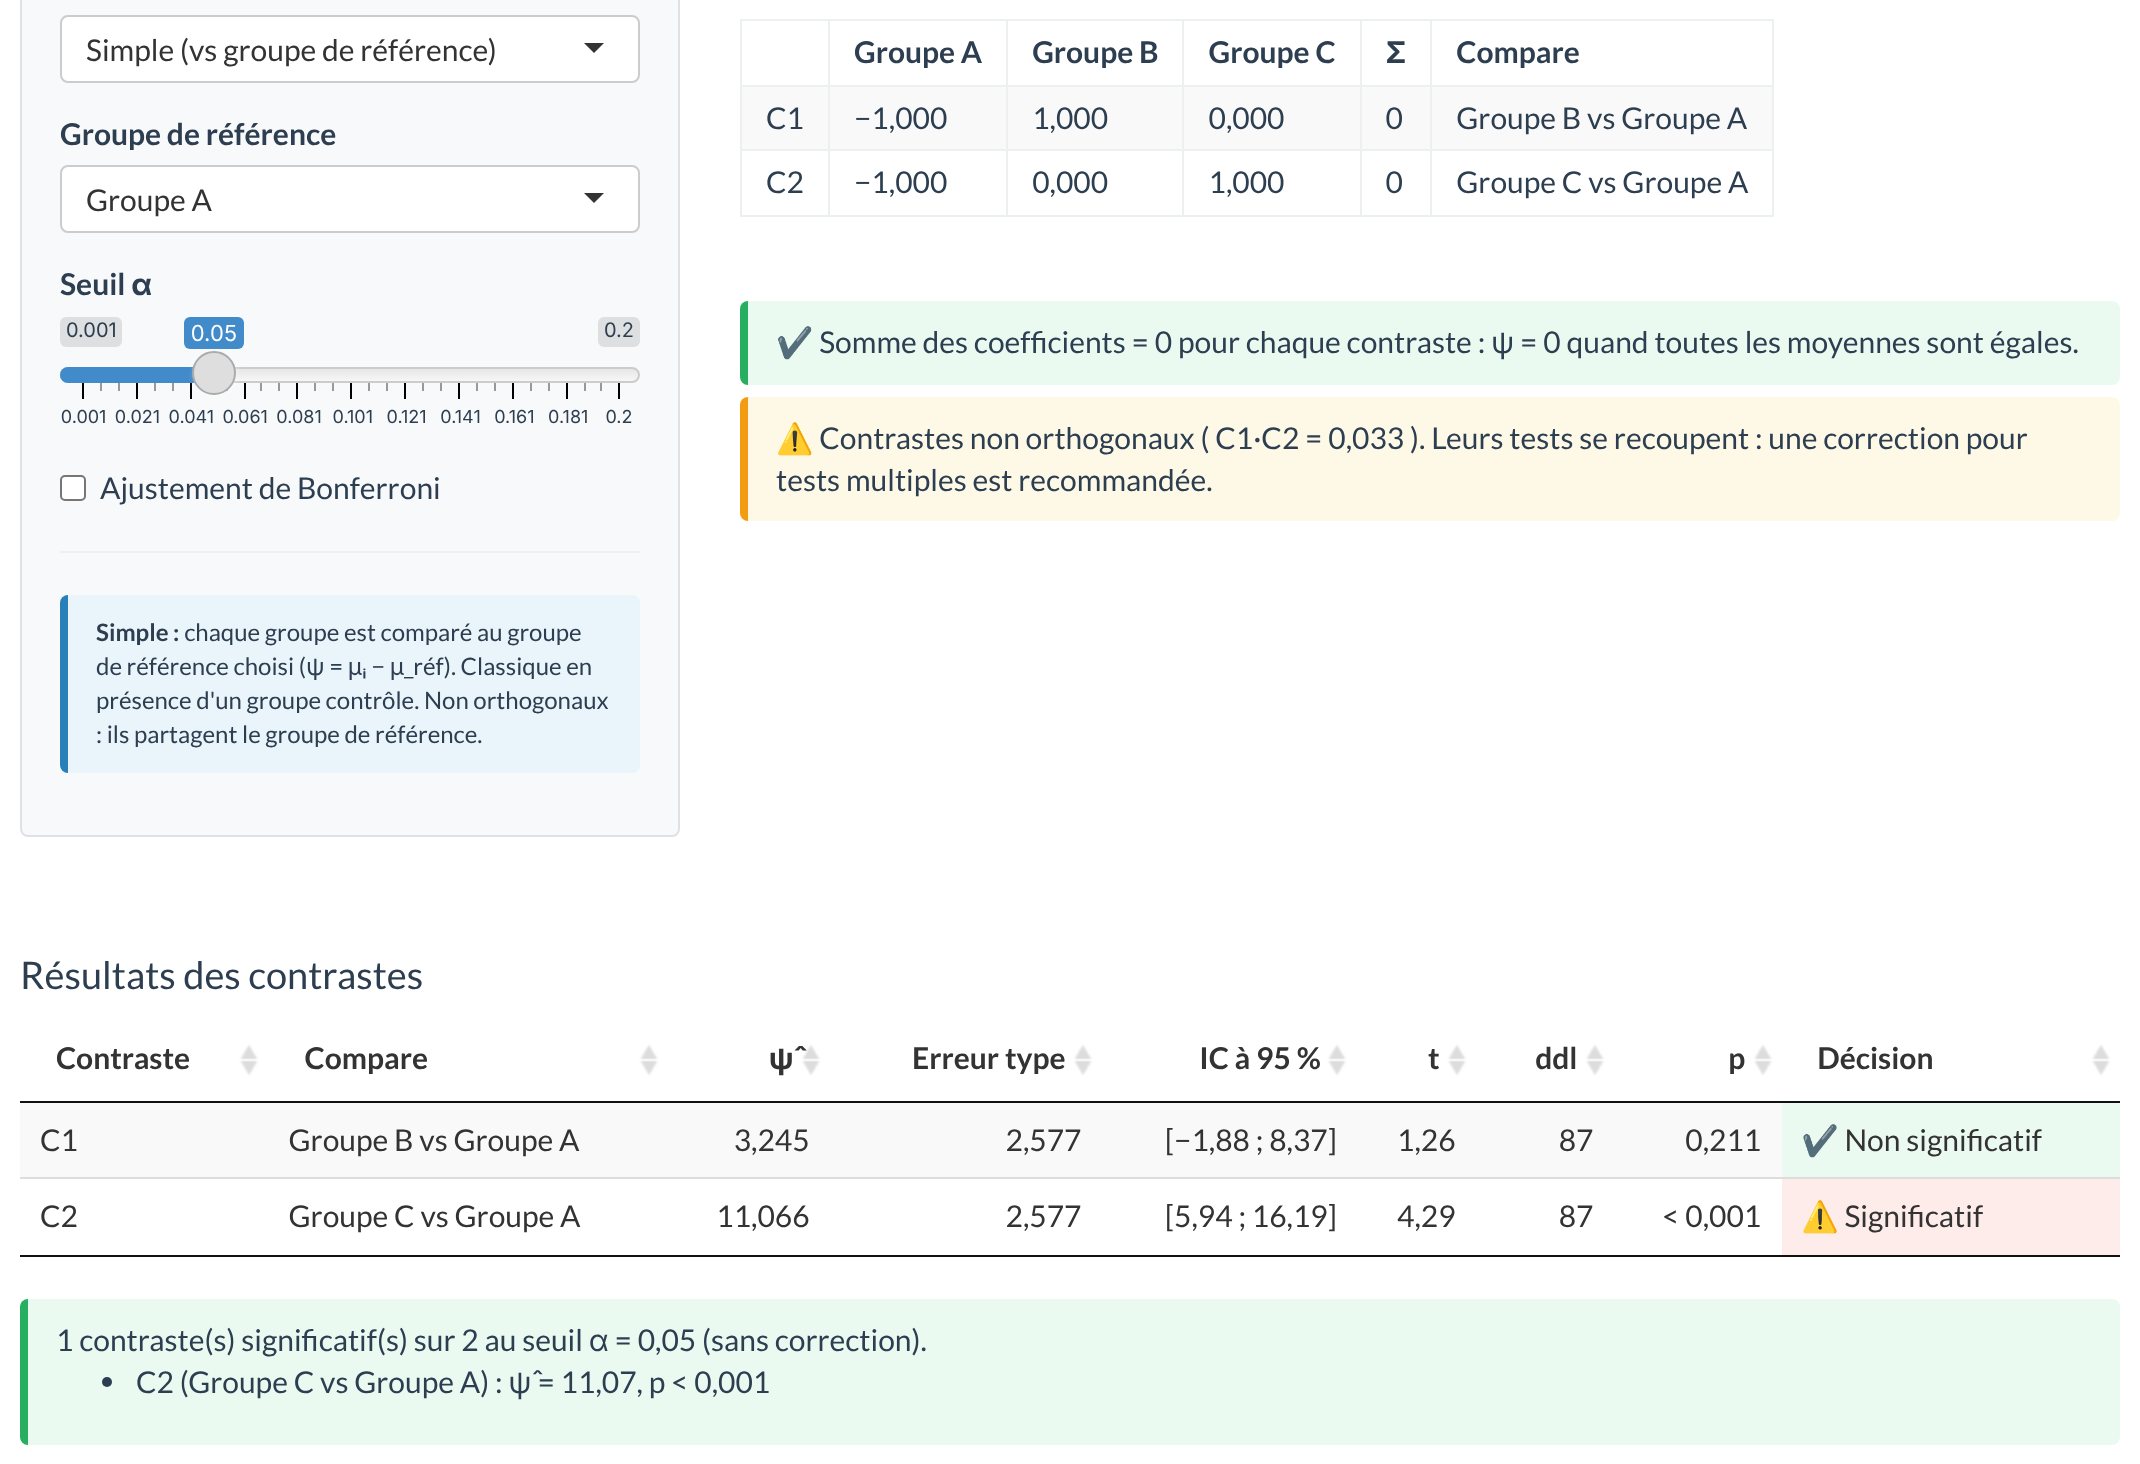 Simple (vs groupe de référence)
Groupe de référence
Groupe A
Seuil α
0.001 0.05 0.2
0.001 0.021 0.041 0.061 0.081 0.101 0.121 0.141 0.161 0.181 0.2
Ajustement de Bonferroni
Simple : chaque groupe est comparé au groupe
de référence choisi (ψ = μᵢ − μ_réf). Classique en
présence d'un groupe contrôle. Non orthogonaux
: ils partagent le groupe de référence.
Groupe A Groupe B Groupe C Σ Compare
C1 −1,000 1,000 0,000 0 Groupe B vs Groupe A
C2 −1,000 0,000 1,000 0 Groupe C vs Groupe A
✔ Somme des coefficients = 0 pour chaque contraste : ψ = 0 quand toutes les moyennes sont égales.
⚠ Contrastes non orthogonaux ( C1·C2 = 0,033 ). Leurs tests se recoupent : une correction pour
tests multiples est recommandée.
Résultats des contrastes
Contraste Compare ψ̂ Erreur type IC à 95 % t ddl p Décision
C1 Groupe B vs Groupe A 3,245 2,577 [−1,88 ; 8,37] 1,26 87 0,211 ✔ Non significatif
C2 Groupe C vs Groupe A 11,066 2,577 [5,94 ; 16,19] 4,29 87 < 0,001 ⚠ Significatif
1 contraste(s) significatif(s) sur 2 au seuil α = 0,05 (sans correction).
• C2 (Groupe C vs Groupe A) : ψ̂ = 11,07, p < 0,001